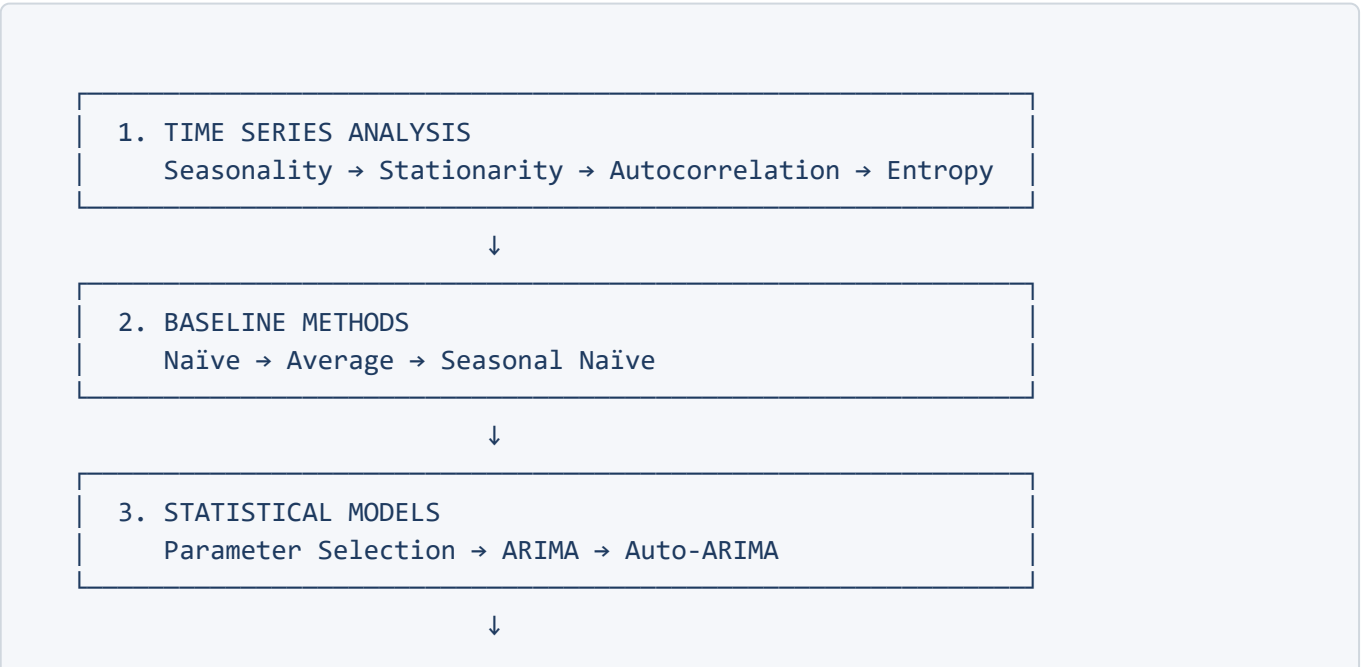 1. TIME SERIES ANALYSIS
Seasonality → Stationarity → Autocorrelation → Entropy
↓
2. BASELINE METHODS
Naïve → Average → Seasonal Naïve
↓
3. STATISTICAL MODELS
Parameter Selection → ARIMA → Auto-ARIMA
↓